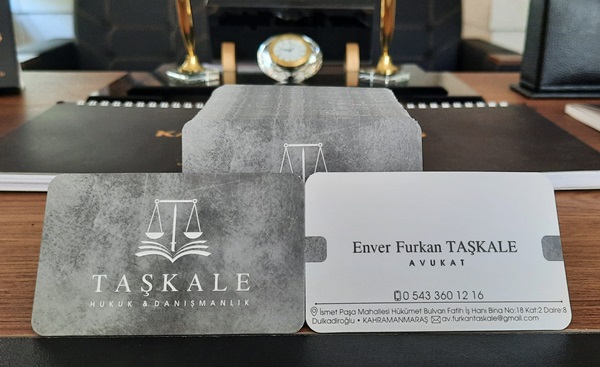 TAŞKALE
HUKUK & DANIŞMANLIK
Enver Furkan TAŞKALE
AVUKAT
0 543 360 12 16
İsmet Paşa Mahallesi Hükümet Bulvarı Fatih İş Hanı Bina No:18 Kat:2 Daire:8
Dulkadiroğlu • KAHRAMANMARAŞ av.furkantaskale@gmail.com